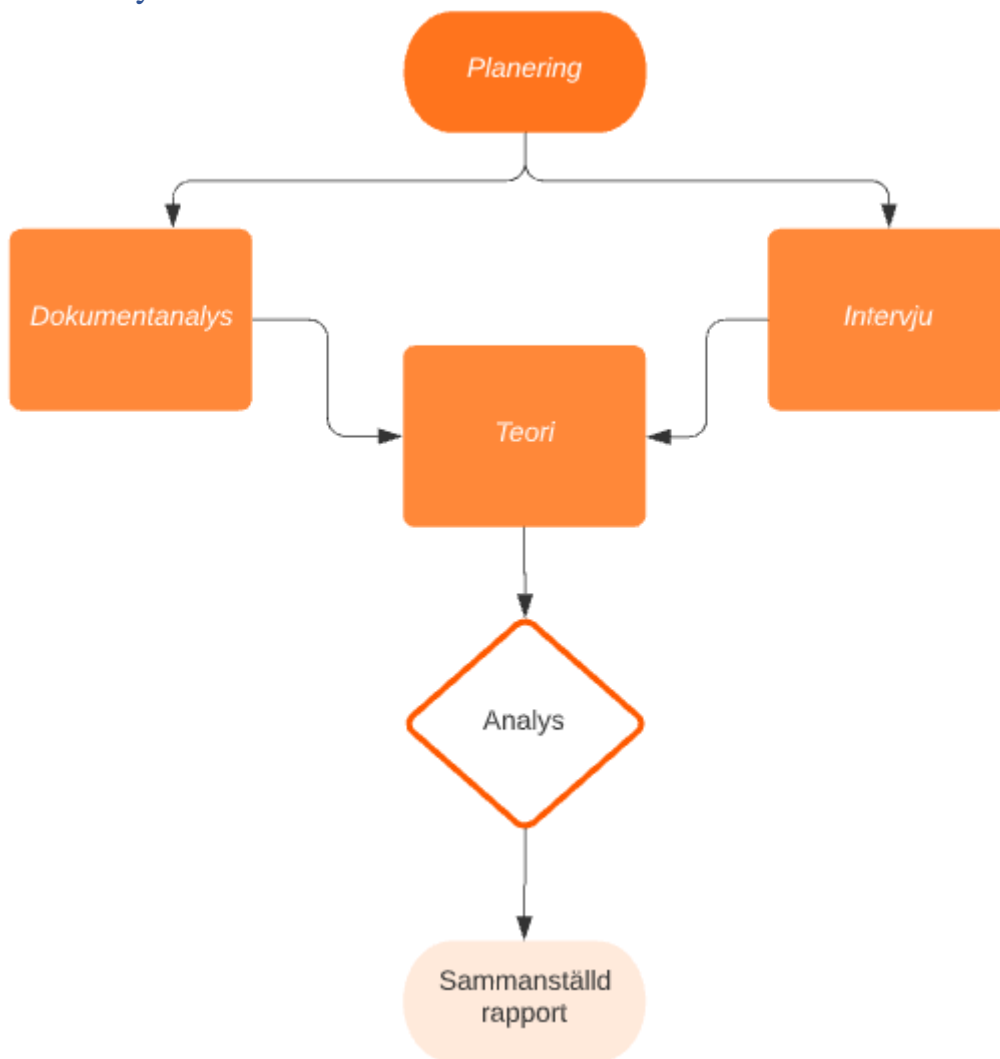 Planering
Dokumentanalys
Intervju
Teori
Analys
Sammanställd
rapport